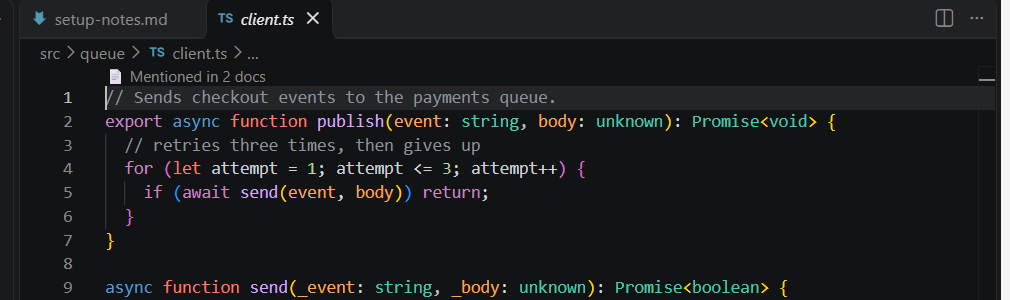 setup-notes.md TS client.ts
src > queue > TS client.ts > ...
Mentioned in 2 docs
1 // Sends checkout events to the payments queue.
2 export async function publish(event: string, body: unknown): Promise<void> {
3 // retries three times, then gives up
4 for (let attempt = 1; attempt <= 3; attempt++) {
5 if (await send(event, body)) return;
6 }
7 }
8
9 async function send(_event: string, _body: unknown): Promise<boolean> {